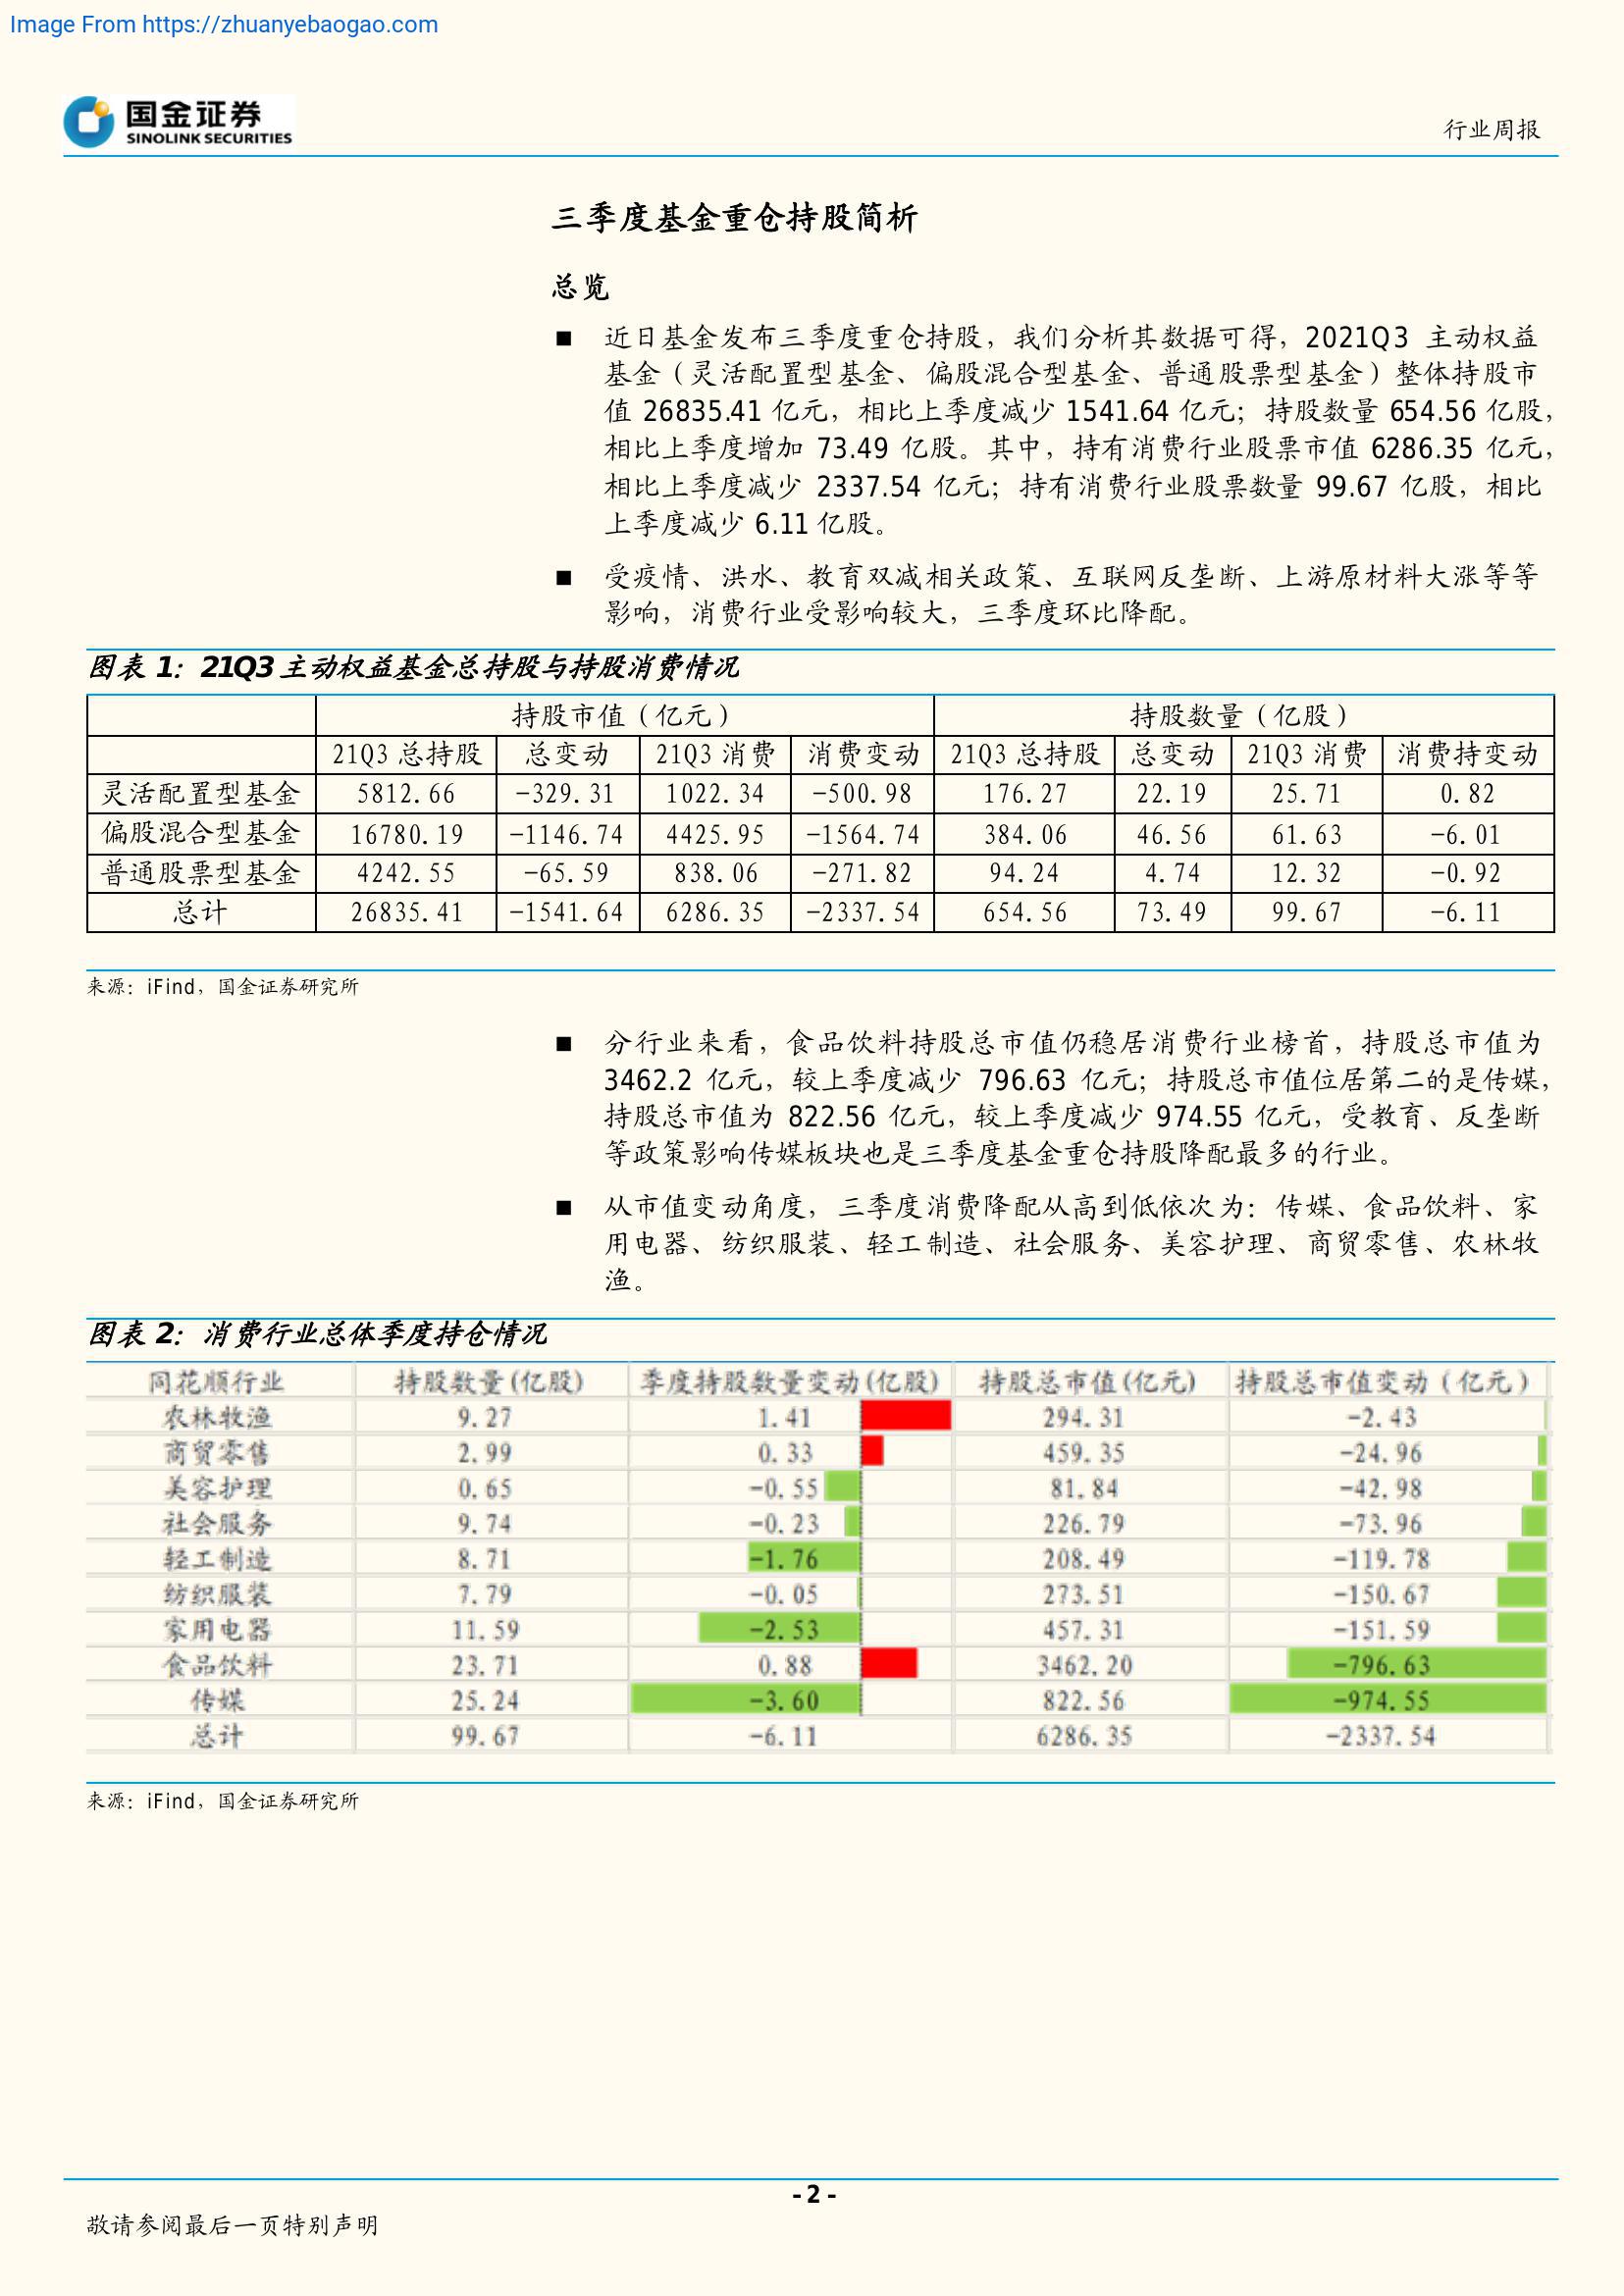 Image From https://zhuanyebaogao.com
国金证券
SINOLINK SECURITIES
行业周报
三季度基金重仓持股简析
总览
■ 近日基金发布三季度重仓持股，我们分析其数据可得，2021Q3 主动权益
基金（灵活配置型基金、偏股混合型基金、普通股票型基金）整体持股市
值 26835.41 亿元，相比上季度减少 1541.64 亿元；持股数量 654.56 亿股，
相比上季度增加 73.49 亿股。其中，持有消费行业股票市值 6286.35 亿元，
相比上季度减少 2337.54 亿元；持有消费行业股票数量 99.67 亿股，相比
上季度减少 6.11 亿股。
■ 受疫情、洪水、教育双减相关政策、互联网反垄断、上游原材料大涨等等
影响，消费行业受影响较大，三季度环比降配。
图表 1：21Q3 主动权益基金总持股与持股消费情况
持股市值（亿元） 持股数量（亿股）
21Q3 总持股 总变动 21Q3 消费 消费变动 21Q3 总持股 总变动 21Q3 消费 消费持变动
灵活配置型基金 5812.66 -329.31 1022.34 -500.98 176.27 22.19 25.71 0.82
偏股混合型基金 16780.19 -1146.74 4425.95 -1564.74 384.06 46.56 61.63 -6.01
普通股票型基金 4242.55 -65.59 838.06 -271.82 94.24 4.74 12.32 -0.92
总计 26835.41 -1541.64 6286.35 -2337.54 654.56 73.49 99.67 -6.11
来源：iFind，国金证券研究所
■ 分行业来看，食品饮料持股总市值仍稳居消费行业榜首，持股总市值为
3462.2 亿元，较上季度减少 796.63 亿元；持股总市值位居第二的是传媒，
持股总市值为 822.56 亿元，较上季度减少 974.55 亿元，受教育、反垄断
等政策影响传媒板块也是三季度基金重仓持股降配最多的行业。
■ 从市值变动角度，三季度消费降配从高到低依次为：传媒、食品饮料、家
用电器、纺织服装、轻工制造、社会服务、美容护理、商贸零售、农林牧
渔。
图表 2：消费行业总体季度持仓情况
同花顺行业 持股数量(亿股) 季度持股数量变动(亿股) 持股总市值(亿元) 持股总市值变动（亿元）
农林牧渔 9.27 1.41 294.31 -2.43
商贸零售 2.99 0.33 459.35 -24.96
美容护理 0.65 -0.55 81.84 -42.98
社会服务 9.74 -0.23 226.79 -73.96
轻工制造 8.71 -1.76 208.49 -119.78
纺织服装 7.79 -0.05 273.51 -150.67
家用电器 11.59 -2.53 457.31 -151.59
食品饮料 23.71 0.88 3462.20 -796.63
传媒 25.24 -3.60 822.56 -974.55
总计 99.67 -6.11 6286.35 -2337.54
来源：iFind，国金证券研究所
- 2 -
敬请参阅最后一页特别声明